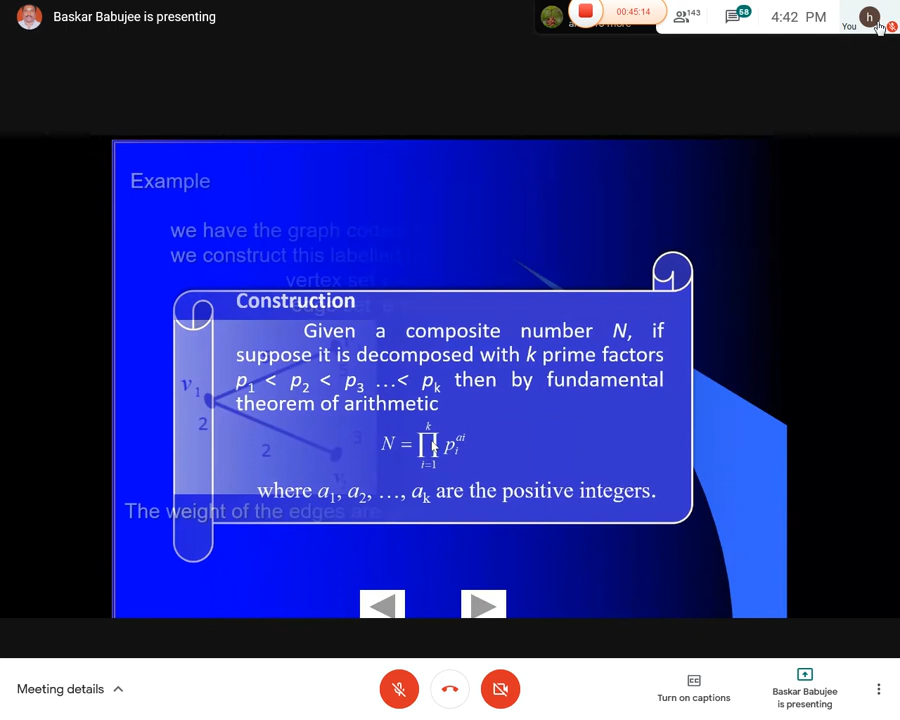 Baskar Babujee is presenting
00:45:14
143
58
4:42 PM
You
h
Example
we have the graph
we construct this labelled
vertex set
Construction
Given a composite number N, if
suppose it is decomposed with k prime factors
p1 < p2 < p3 …< pk then by fundamental
theorem of arithmetic
N = ∏_{i=1}^{k} p_i^{ai}
where a1, a2, …, ak are the positive integers.
v1
2
2
3
The weight of the edges are
Meeting details
Turn on captions
Baskar Babujee
is presenting